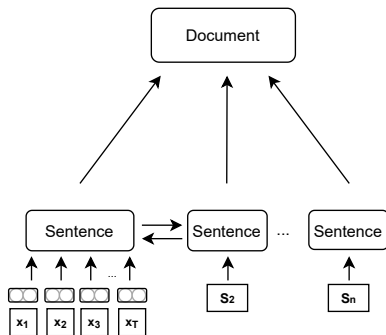 Document
Sentence Sentence ... Sentence
...
S2 Sn
x1 x2 x3 xT